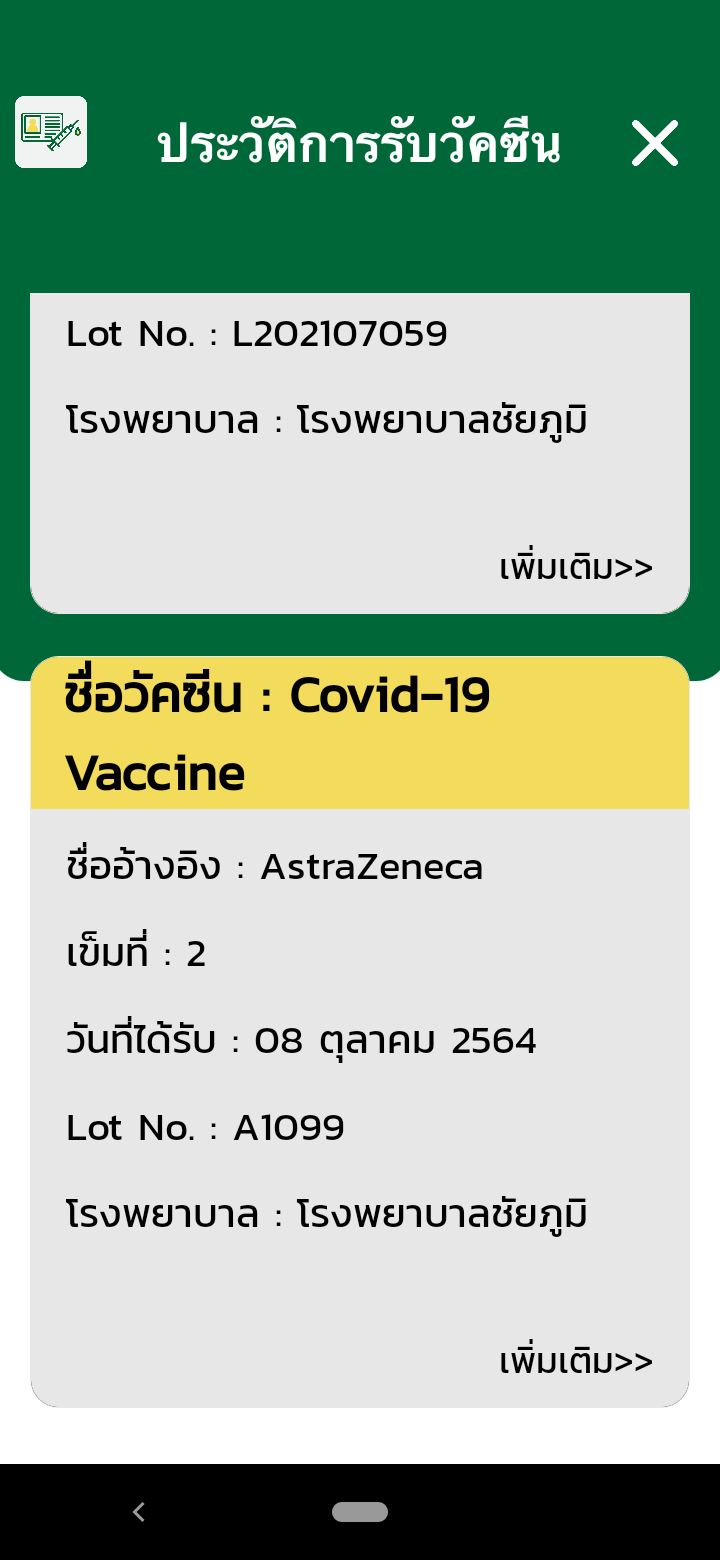 ประวัติการรับวัคซีน
Lot No. : L202107059
โรงพยาบาล : โรงพยาบาลชัยภูมิ
เพิ่มเติม>>
ชื่อวัคซีน : Covid-19
Vaccine
ชื่ออ้างอิง : AstraZeneca
เข็มที่ : 2
วันที่ได้รับ : 08 ตุลาคม 2564
Lot No. : A1099
โรงพยาบาล : โรงพยาบาลชัยภูมิ
เพิ่มเติม>>